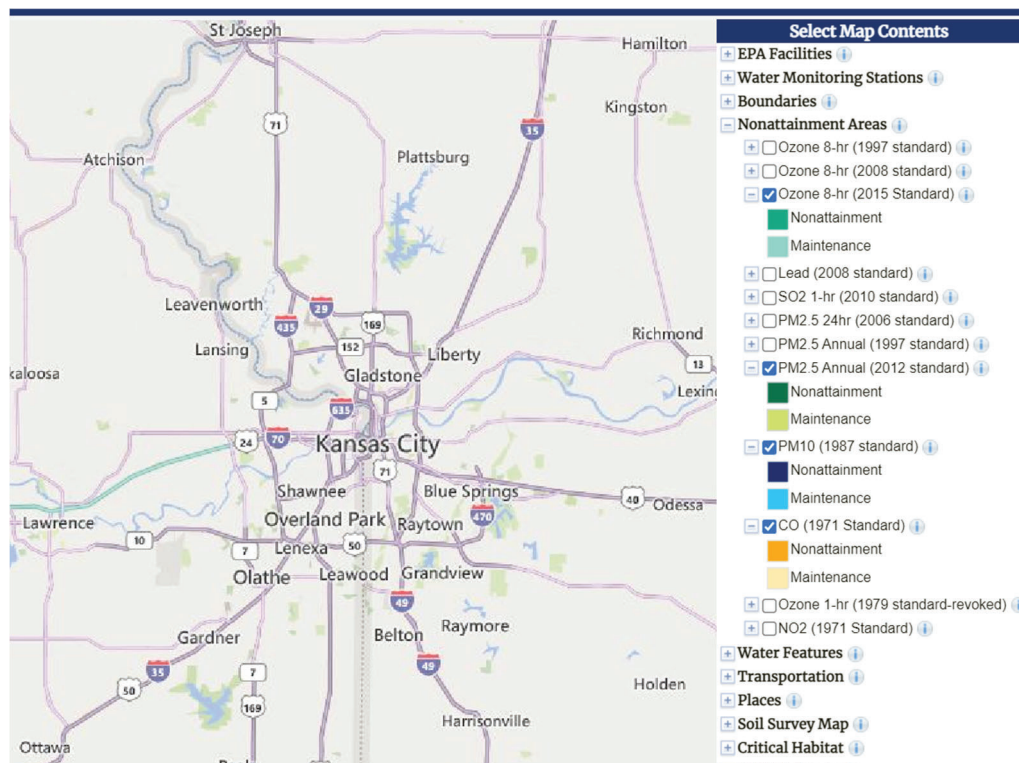 St Joseph
Hamilton
71
35
Kingston
Atchison
Plattsburg
Leavenworth
29
435
169
Lansing
152
Richmond
Liberty
13
kaloosa
Gladstone
Lexin
5
635
24
70
Kansas City
71
Shawnee
Blue Springs
40
Odessa
Lawrence
Overland Park
Raytown
470
10
7
Lenexa
50
Olathe
Leawood
Grandview
49
Raymore
Gardner
Belton
35
7
49
50
169
Holden
Harrisonville
Ottawa
Select Map Contents
EPA Facilities
Water Monitoring Stations
Boundaries
Nonattainment Areas
Ozone 8-hr (1997 standard)
Ozone 8-hr (2008 standard)
Ozone 8-hr (2015 Standard)
Nonattainment
Maintenance
Lead (2008 standard)
SO2 1-hr (2010 standard)
PM2.5 24hr (2006 standard)
PM2.5 Annual (1997 standard)
PM2.5 Annual (2012 standard)
Nonattainment
Maintenance
PM10 (1987 standard)
Nonattainment
Maintenance
CO (1971 Standard)
Nonattainment
Maintenance
Ozone 1-hr (1979 standard-revoked)
NO2 (1971 Standard)
Water Features
Transportation
Places
Soil Survey Map
Critical Habitat